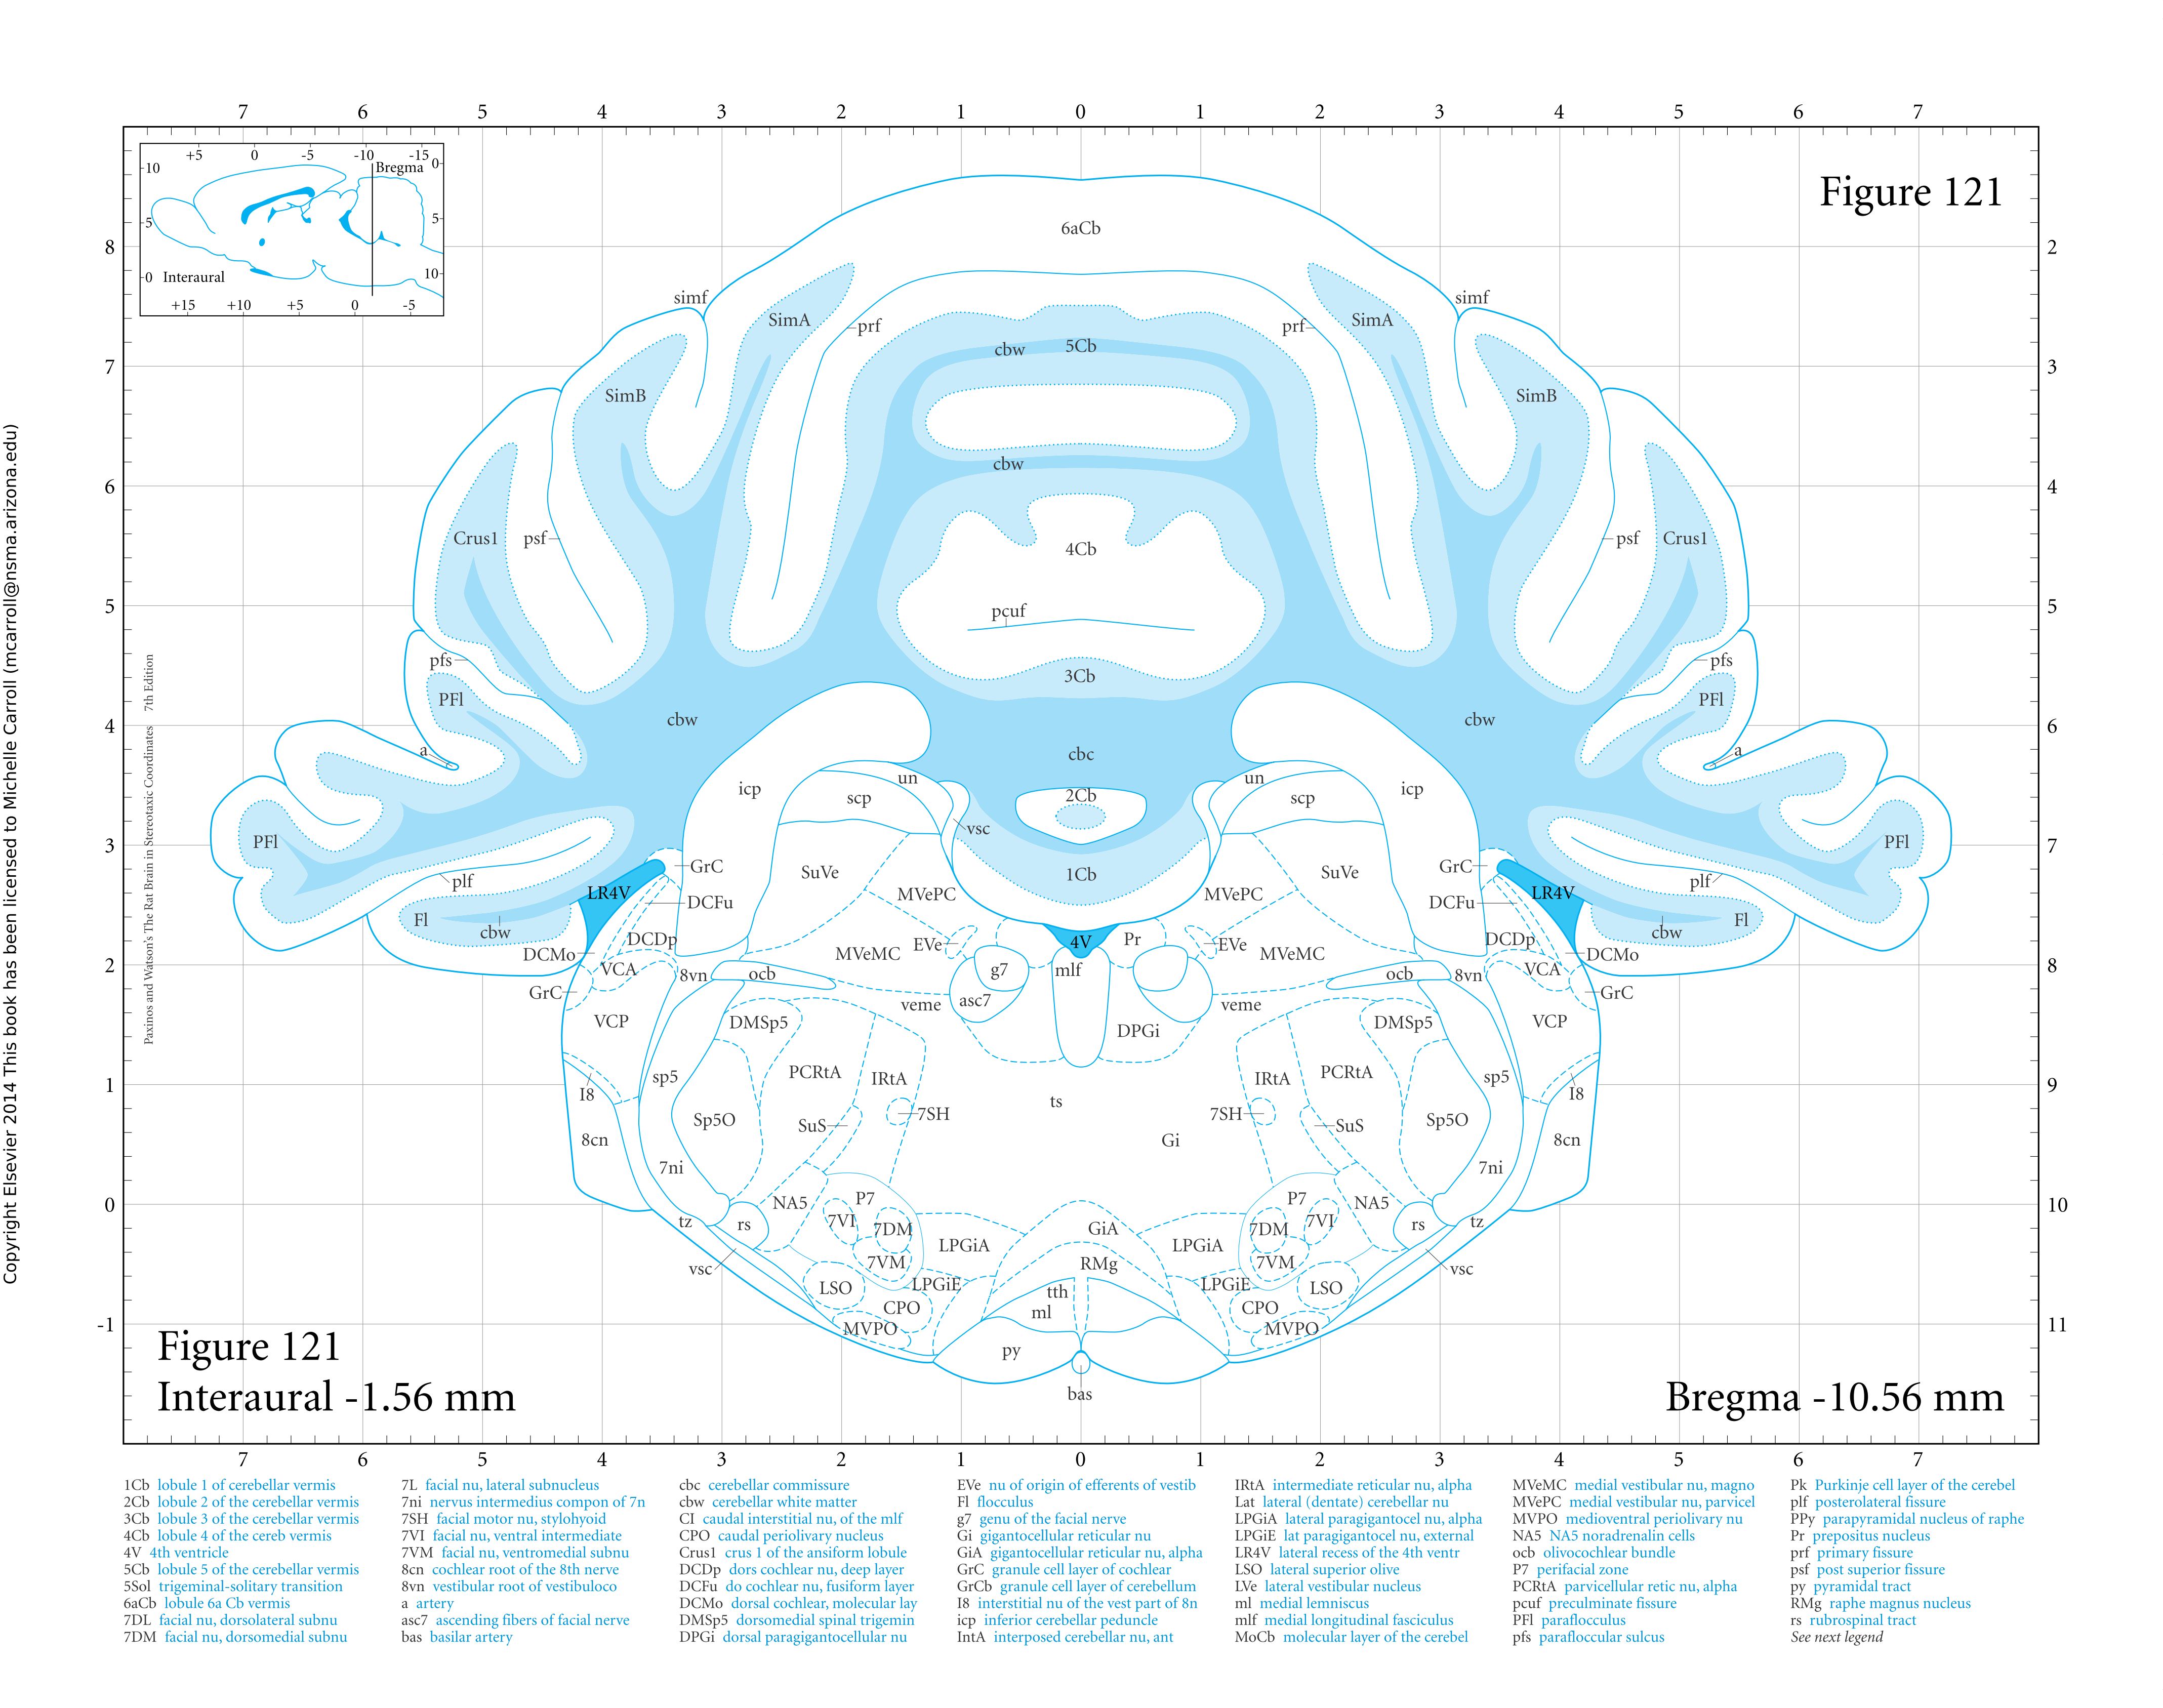 7 6 5 4 3 2 1 0 1 2 3 4 5 6 7
+5 0 -5 -10 -15
10 Bregma 0
Figure 121
6aCb
5 5
8 2
0 Interaural 10
+15 +10 +5 0 -5
simf simf
SimA prf prf SimA
cbw 5Cb
7 3
SimB SimB
cbw
6 4
Crus1 psf psf Crus1
4Cb
5 pcuf 5
pfs pfs
3Cb
PFl PFl
4 cbw cbw 6
a cbc a
un un
icp scp 2Cb scp icp
vsc
PFl PFl
3 7
GrC GrC
plf SuVe 1Cb SuVe plf
LR4V MVePC MVePC LR4V
DCFu DCFu
Fl cbw cbw Fl
DCDp EVe 4V Pr EVe DCDp
DCMo MVeMC MVeMC DCMo
2 VCA 8vn ocb g7 mlf ocb 8vn VCA 8
GrC asc7 veme veme GrC
VCP DMSp5 DPGi DMSp5 VCP
sp5 PCRtA IRtA IRtA PCRtA sp5
1 9
I8 ts I8
Sp5O 7SH 7SH Sp5O
SuS SuS
8cn Gi 8cn
7ni 7ni
0 NA5 P7 P7 NA5 10
tz rs 7VI 7DM GiA 7DM 7VI rs tz
LPGiA LPGiA
vsc 7VM RMg 7VM vsc
LSO LPGiE tth LPGiE LSO
CPO ml CPO
-1 MVPO MVPO 11
py
bas
Figure 121
Interaural -1.56 mm
Bregma -10.56 mm
7 6 5 4 3 2 1 0 1 2 3 4 5 6 7
Copyright Elsevier 2014 This book has been licensed to Michelle Carroll (mcarroll@nsma.arizona.edu)
Paxinos and Watson's The Rat Brain in Stereotaxic Coordinates 7th Edition
1Cb lobule 1 of cerebellar vermis
2Cb lobule 2 of the cerebellar vermis
3Cb lobule 3 of the cerebellar vermis
4Cb lobule 4 of the cereb vermis
4V 4th ventricle
5Cb lobule 5 of the cerebellar vermis
5Sol trigeminal-solitary transition
6aCb lobule 6a Cb vermis
7DL facial nu, dorsolateral subnu
7DM facial nu, dorsomedial subnu
7L facial nu, lateral subnucleus
7ni nervus intermedius compon of 7n
7SH facial motor nu, stylohyoid
7VI facial nu, ventral intermediate
7VM facial nu, ventromedial subnu
8cn cochlear root of the 8th nerve
8vn vestibular root of vestibuloco
a artery
asc7 ascending fibers of facial nerve
bas basilar artery
cbc cerebellar commissure
cbw cerebellar white matter
CI caudal interstitial nu, of the mlf
CPO caudal periolivary nucleus
Crus1 crus 1 of the ansiform lobule
DCDp dors cochlear nu, deep layer
DCFu do cochlear nu, fusiform layer
DCMo dorsal cochlear, molecular lay
DMSp5 dorsomedial spinal trigemin
DPGi dorsal paragigantocellular nu
EVe nu of origin of efferents of vestib
Fl flocculus
g7 genu of the facial nerve
Gi gigantocellular reticular nu
GiA gigantocellular reticular nu, alpha
GrC granule cell layer of cochlear
GrCb granule cell layer of cerebellum
I8 interstitial nu of the vest part of 8n
icp inferior cerebellar peduncle
IntA interposed cerebellar nu, ant
IRtA intermediate reticular nu, alpha
Lat lateral (dentate) cerebellar nu
LPGiA lateral paragigantocel nu, alpha
LPGiE lat paragigantocel nu, external
LR4V lateral recess of the 4th ventr
LSO lateral superior olive
LVe lateral vestibular nucleus
ml medial lemniscus
mlf medial longitudinal fasciculus
MoCb molecular layer of the cerebel
MVeMC medial vestibular nu, magno
MVePC medial vestibular nu, parvicel
MVPO medioventral periolivary nu
NA5 NA5 noradrenalin cells
ocb olivocochlear bundle
P7 perifacial zone
PCRtA parvicellular retic nu, alpha
pcuf preculminate fissure
PFl paraflocculus
pfs parafloccular sulcus
Pk Purkinje cell layer of the cerebel
plf posterolateral fissure
PPy parapyramidal nucleus of raphe
Pr prepositus nucleus
prf primary fissure
psf post superior fissure
py pyramidal tract
RMg raphe magnus nucleus
rs rubrospinal tract
See next legend